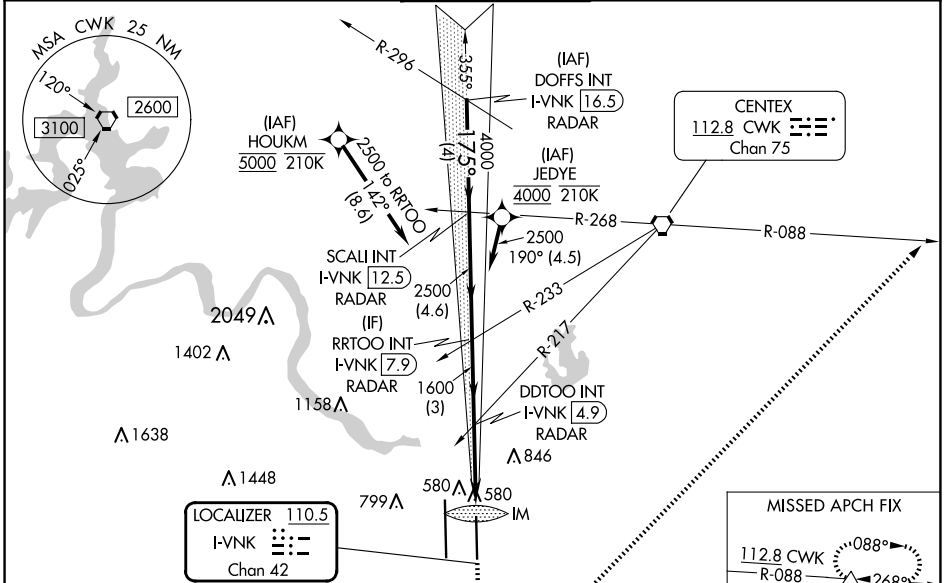 MSA CWK 25 NM
120°
3100
2600
025°
R-296
355°
(IAF)
DOFFS INT
I-VNK 16.5
RADAR
(IAF)
HOUKM
5000 210K
2500 to RRTOO
142°
(8.6)
175°
4000
(4)
(IAF)
JEDYE
4000 210K
CENTEX
112.8 CWK
Chan 75
R-268
R-088
2500
190° (4.5)
SCALI INT
I-VNK 12.5
RADAR
2500
(4.6)
R-233
R-217
(IF)
RRTOO INT
I-VNK 7.9
RADAR
1600
(3)
DDTOO INT
I-VNK 4.9
RADAR
2049
1402
1158
1638
846
1448
799
580
580
IM
LOCALIZER 110.5
I-VNK
Chan 42
MISSED APCH FIX
112.8 CWK
R-088
088°
268°